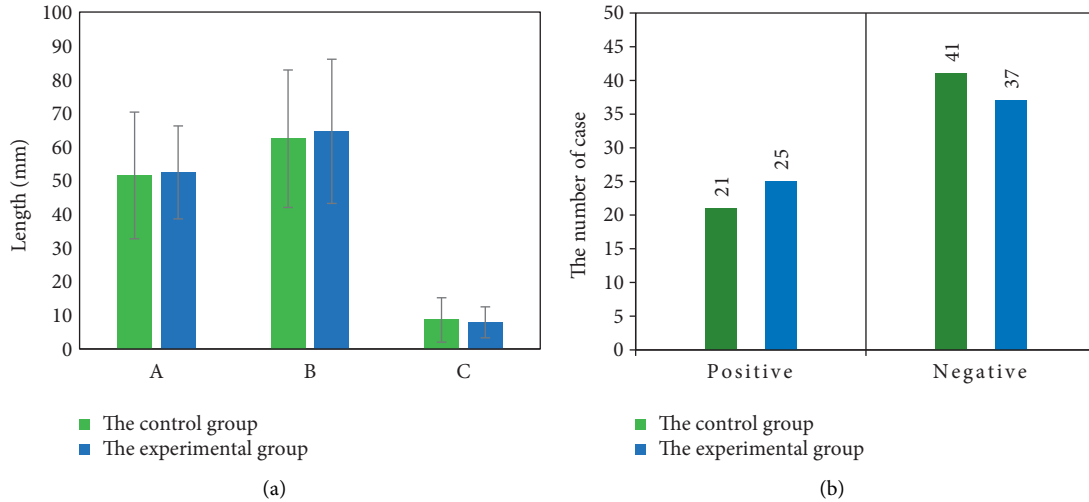 100
90
80
70
60
50
40
30
20
10
0
Length (mm)
A B C
The control group
The experimental group
(a)
50
45
40
35
30
25
20
15
10
5
0
The number of case
21
25
41
37
Positive Negative
The control group
The experimental group
(b)